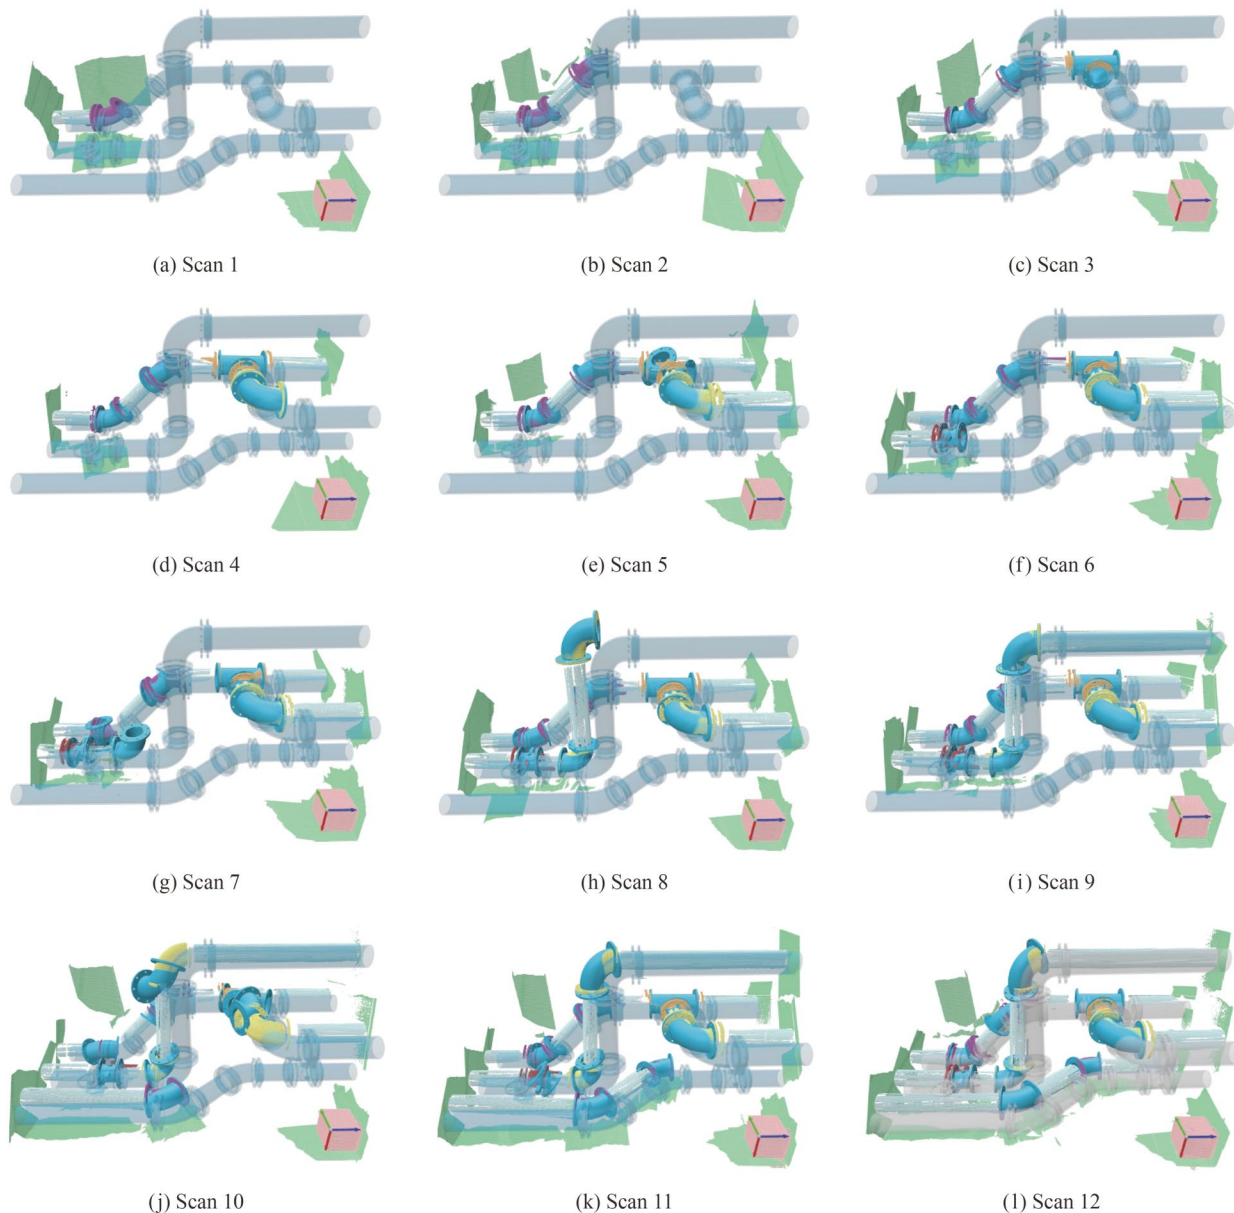 (a) Scan 1
(b) Scan 2
(c) Scan 3
(d) Scan 4
(e) Scan 5
(f) Scan 6
(g) Scan 7
(h) Scan 8
(i) Scan 9
(j) Scan 10
(k) Scan 11
(l) Scan 12